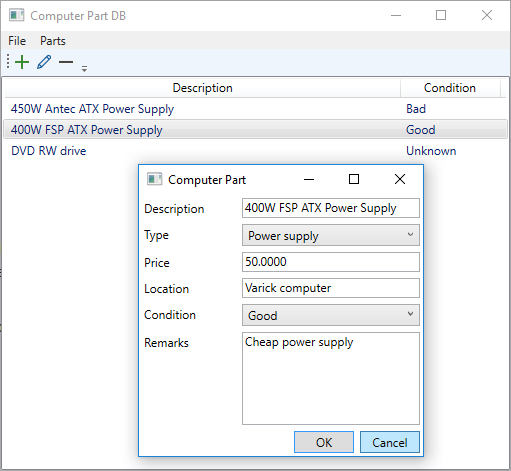 Computer Part DB
File Parts
Description Condition
450W Antec ATX Power Supply Bad
400W FSP ATX Power Supply Good
DVD RW drive Unknown
Computer Part
Description 400W FSP ATX Power Supply
Type Power supply
Price 50.0000
Location Varick computer
Condition Good
Remarks Cheap power supply
OK Cancel